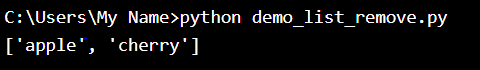 C:\Users\My Name>python demo_list_remove.py
['apple', 'cherry']